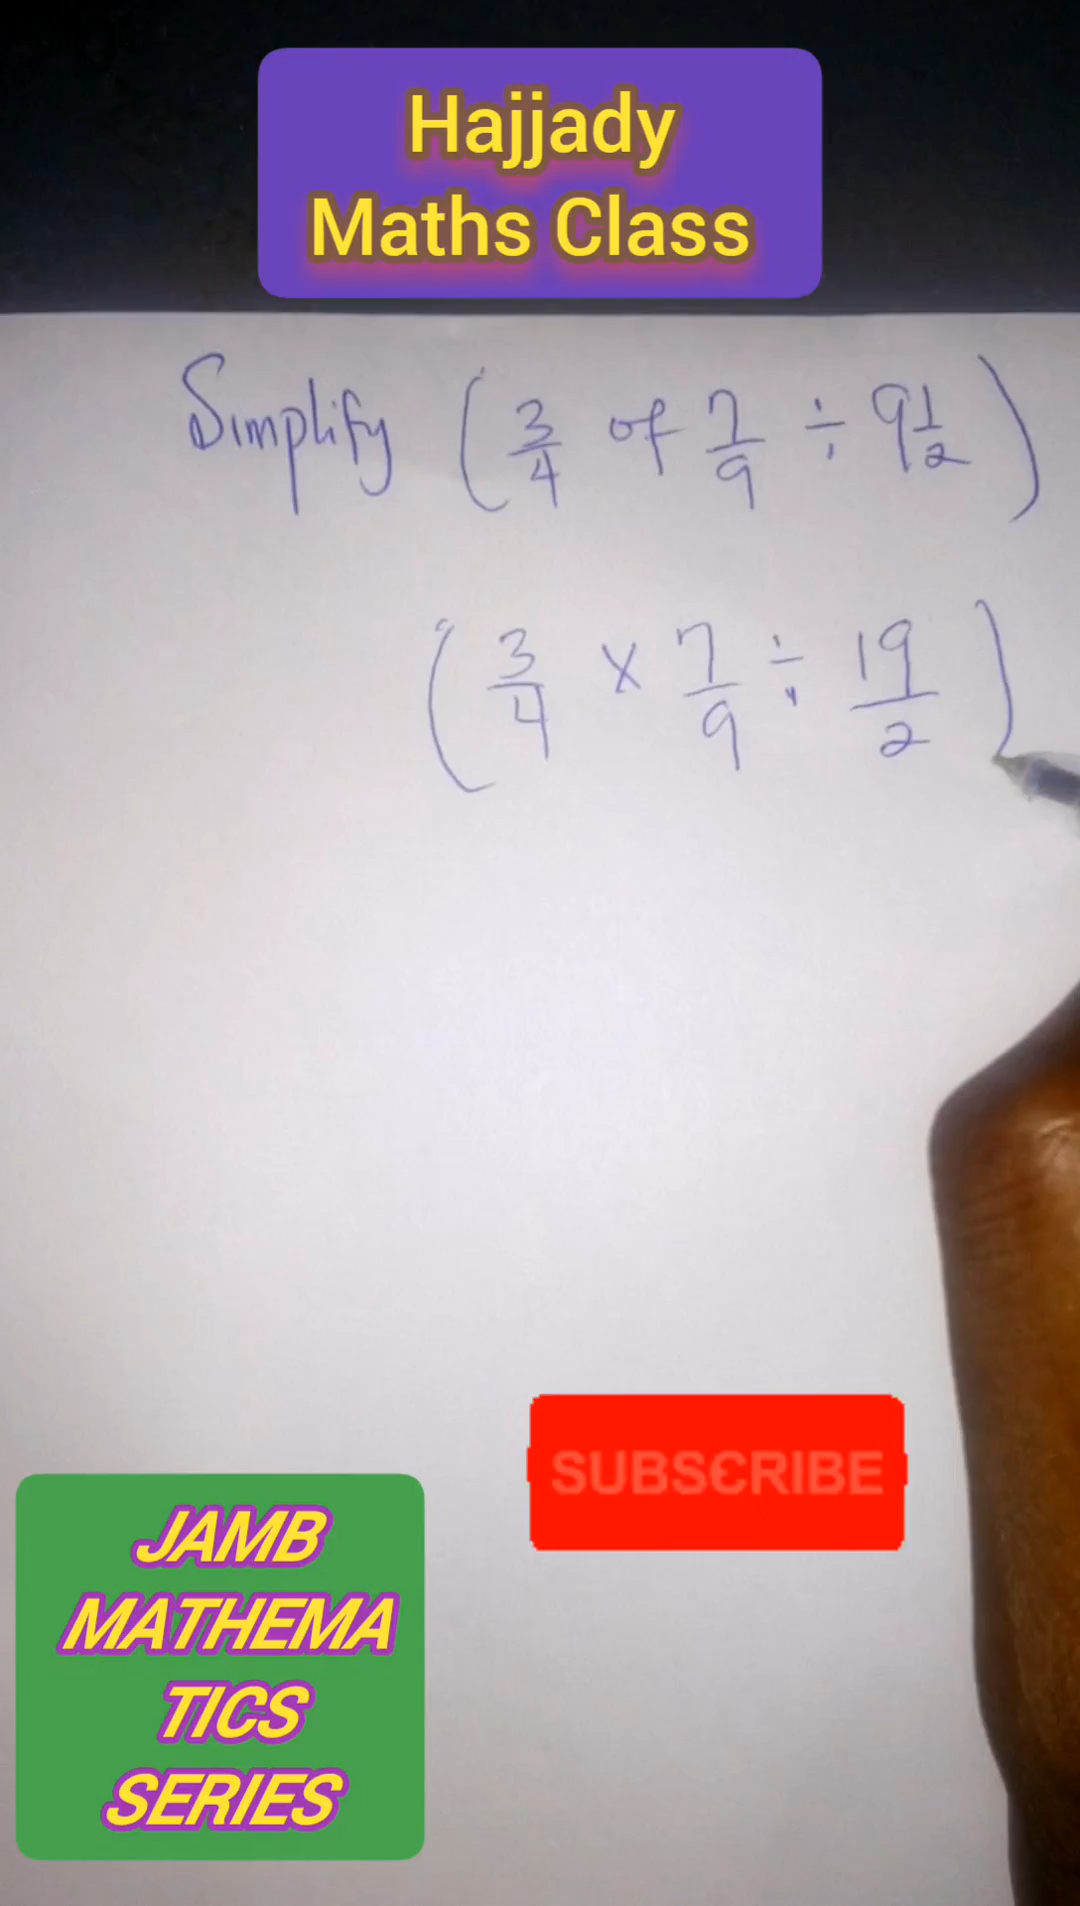 Hajjady
Maths Class
Simplify (3/4 of 7/9 ÷ 9 1/2)
(3/4 × 7/9 ÷ 19/2)
SUBSCRIBE
JAMB
MATHEMA
TICS
SERIES